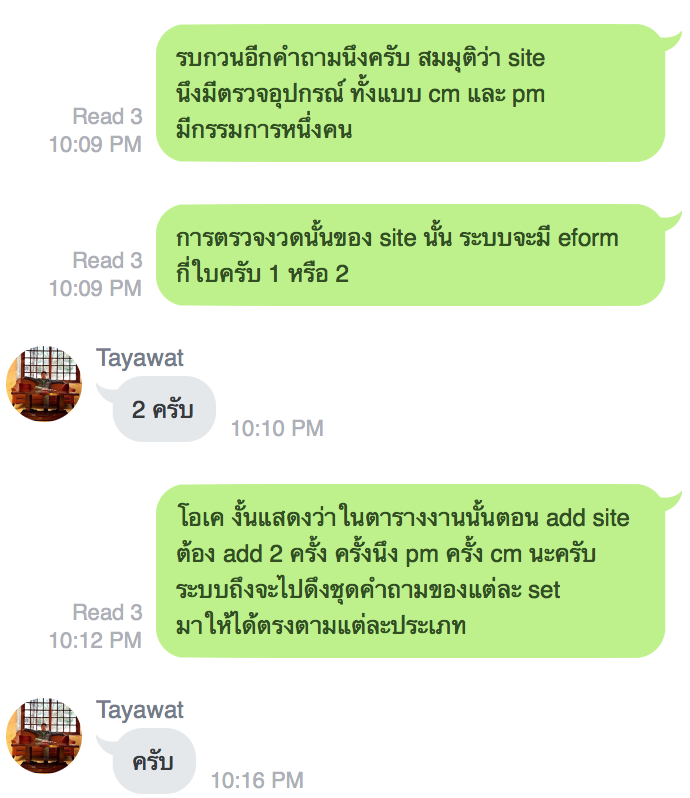 รบกวนอีกคำถามนึงครับ สมมุติว่า site
นึงมีตรวจอุปกรณ์ ทั้งแบบ cm และ pm
มีกรรมการหนึ่งคน
Read 3
10:09 PM
การตรวจงวดนั้นของ site นั้น ระบบจะมี eform
กี่ใบครับ 1 หรือ 2
Read 3
10:09 PM
Tayawat
2 ครับ
10:10 PM
โอเค งั้นแสดงว่าในตารางงานนั้นตอน add site
ต้อง add 2 ครั้ง ครั้งนึง pm ครั้ง cm นะครับ
ระบบถึงจะไปดึงชุดคำถามของแต่ละ set
มาให้ได้ตรงตามแต่ละประเภท
Read 3
10:12 PM
Tayawat
ครับ
10:16 PM